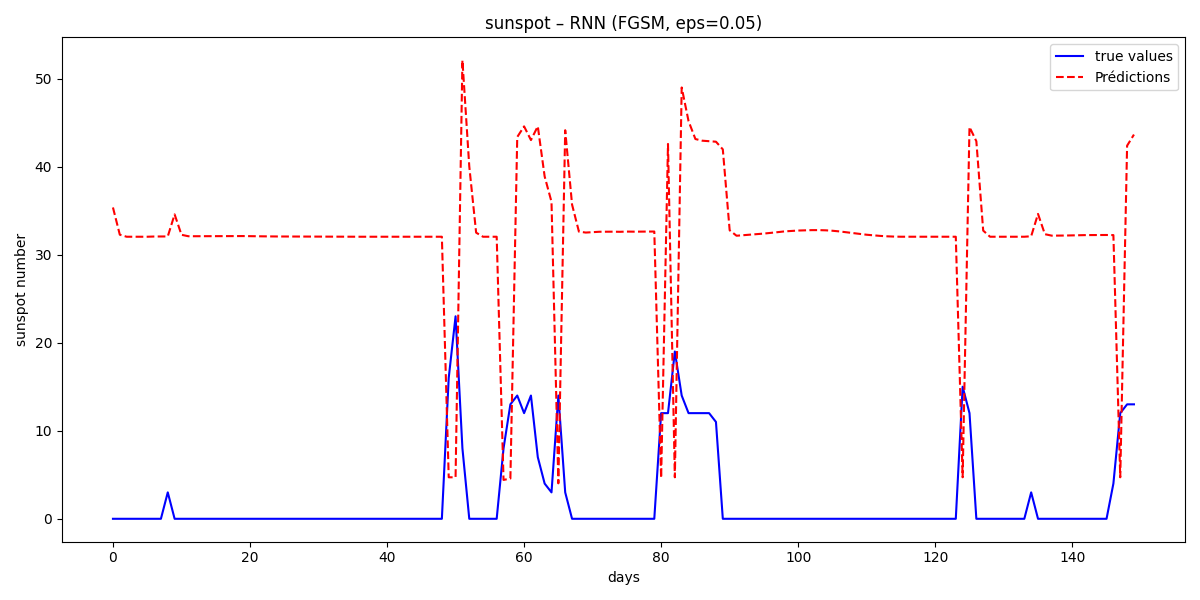 sunspot – RNN (FGSM, eps=0.05)
true values
Prédictions
sunspot number
50
40
30
20
10
0
0 20 40 60 80 100 120 140
days